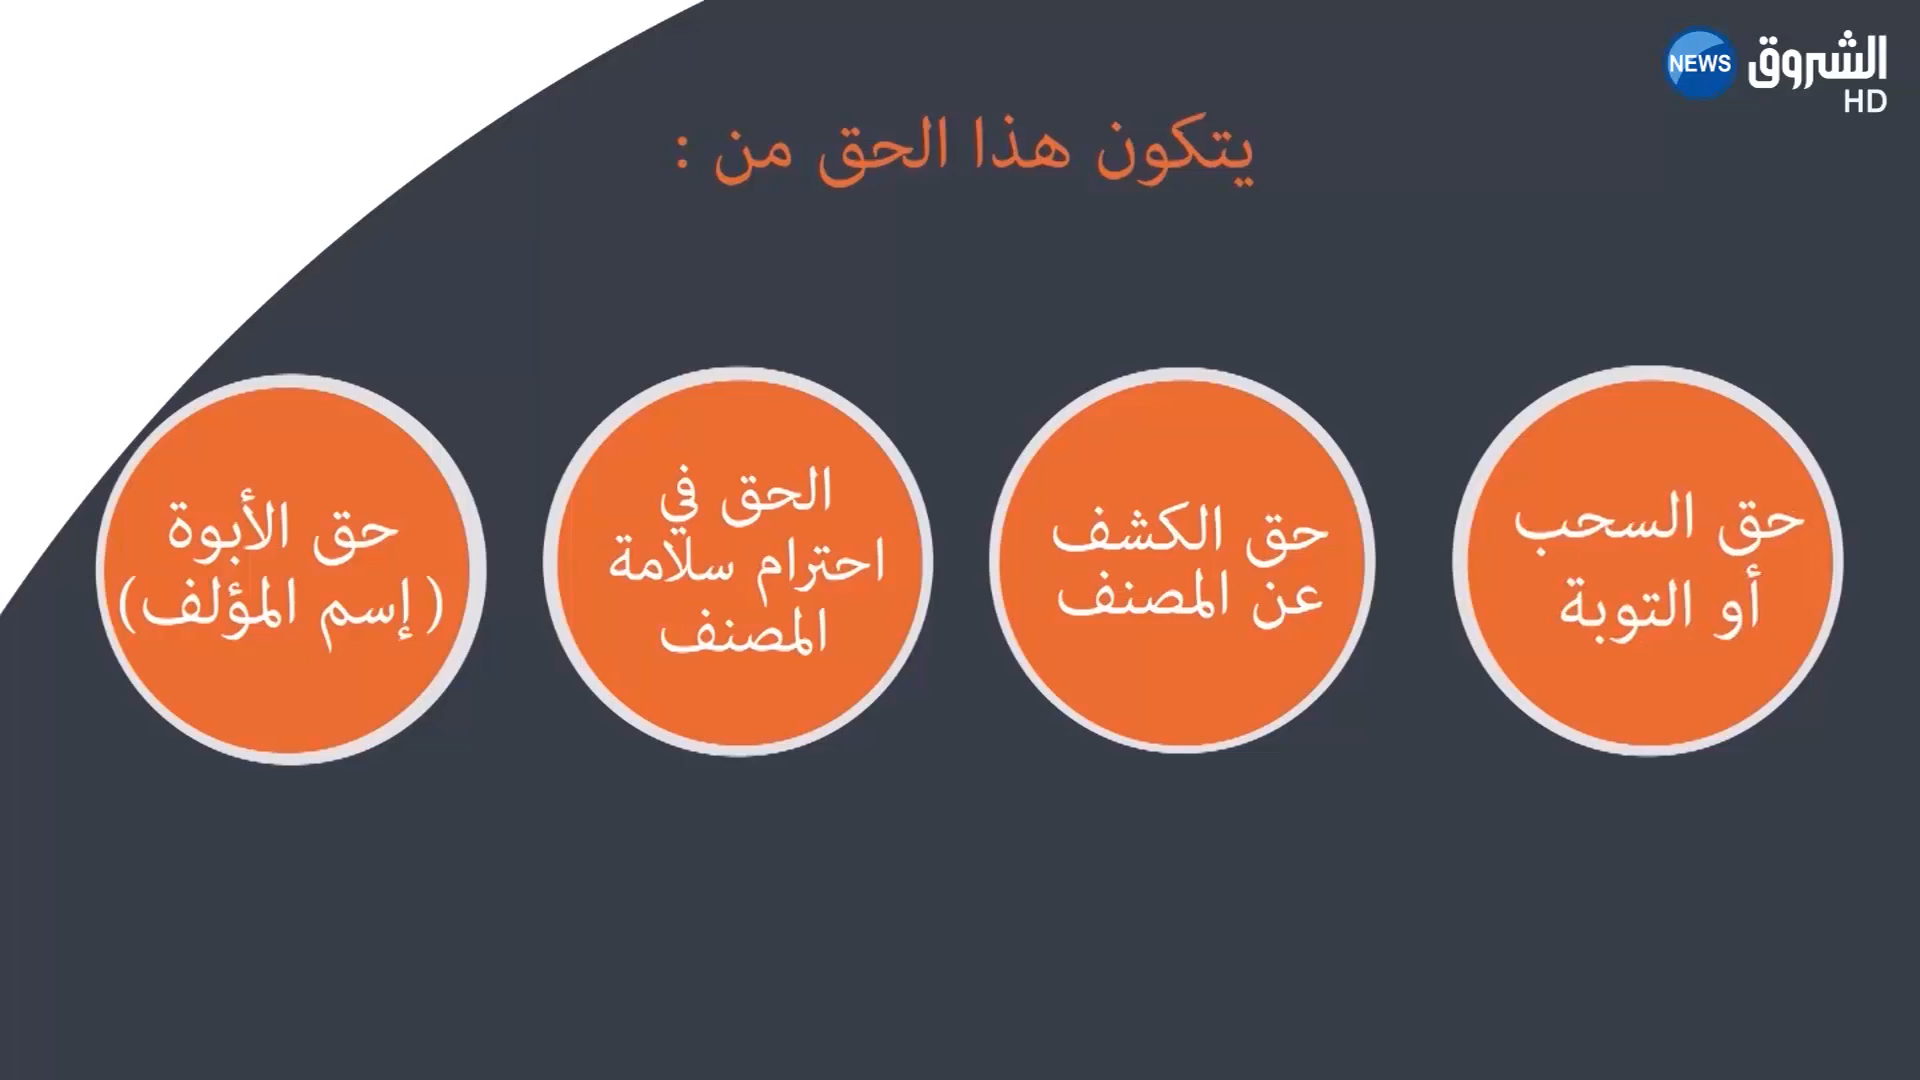 الشروق NEWS
HD
يتكون هذا الحق من :
حق السحب
أو التوبة
حق الكشف
عن المصنف
الحق في
احترام سلامة
المصنف
حق الأبوة
(إسم المؤلف)